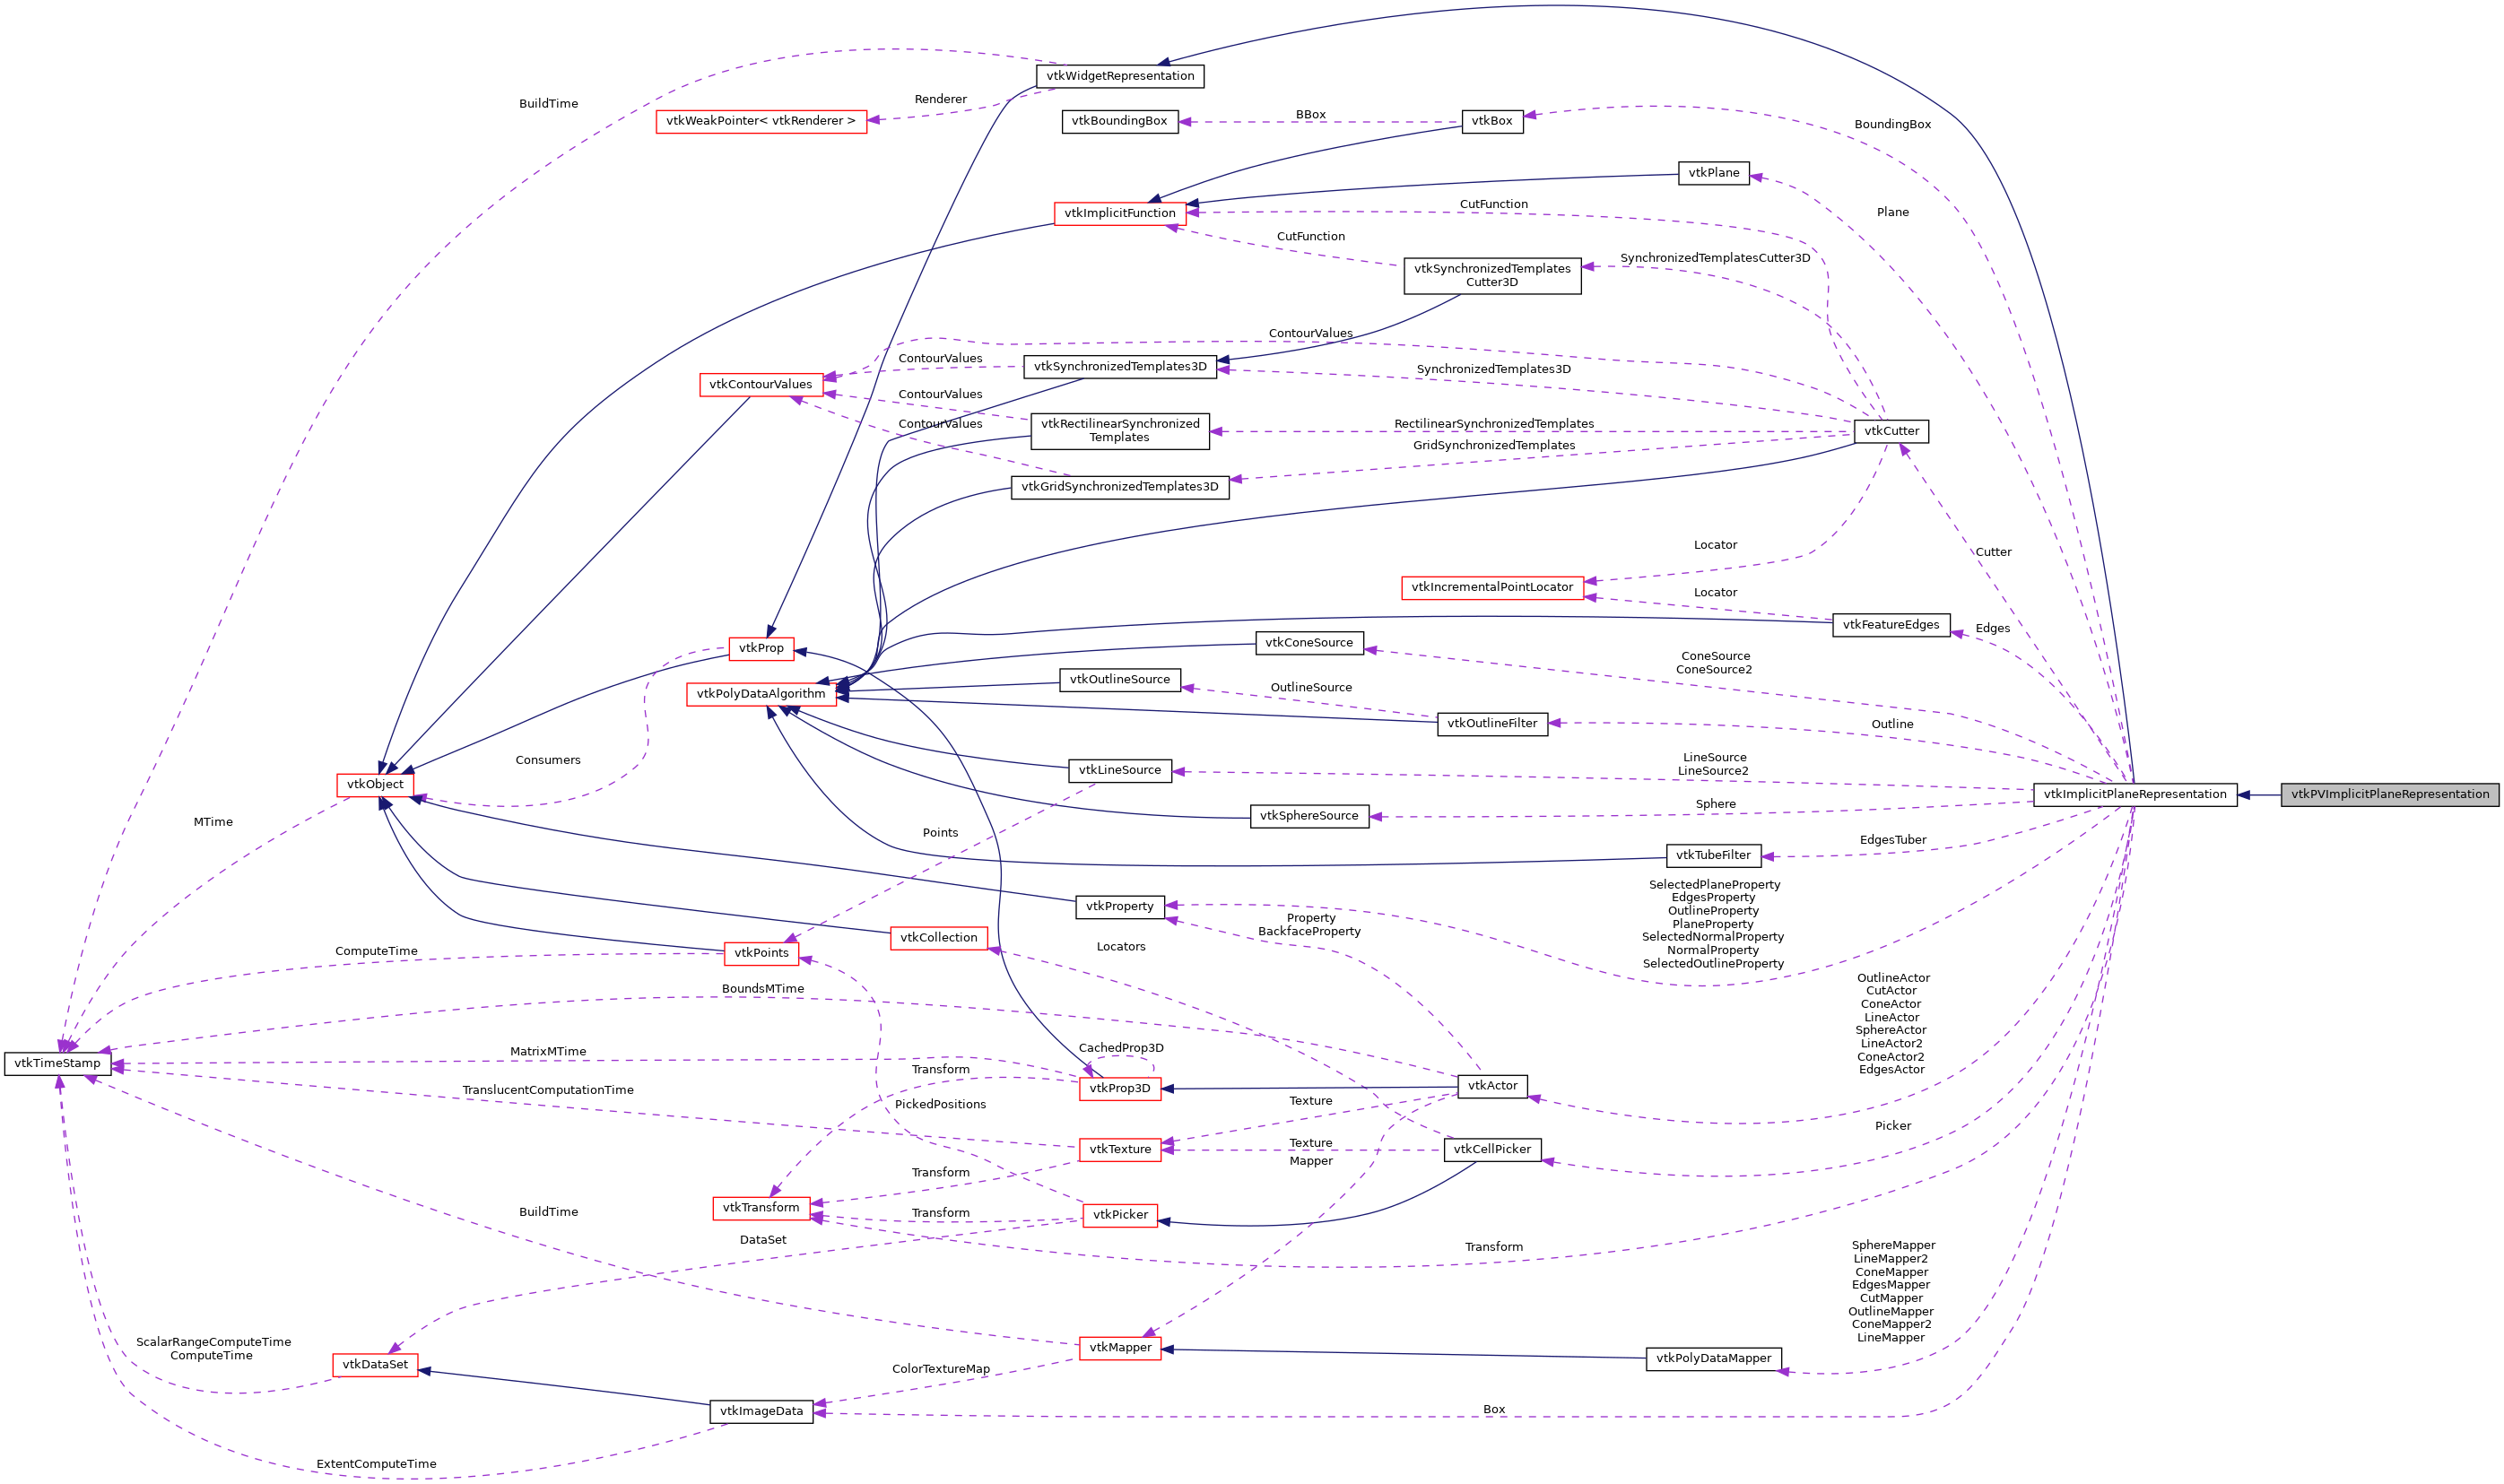 vtkWidgetRepresentation
BuildTime
Renderer
vtkWeakPointer< vtkRenderer >
vtkBoundingBox
BBox
vtkBox
BoundingBox
vtkPlane
Plane
vtkImplicitFunction
CutFunction
CutFunction
vtkSynchronizedTemplates
Cutter3D
SynchronizedTemplatesCutter3D
ContourValues
ContourValues
vtkSynchronizedTemplates3D
SynchronizedTemplates3D
vtkContourValues
ContourValues
ContourValues
vtkRectilinearSynchronized
Templates
RectilinearSynchronizedTemplates
GridSynchronizedTemplates
vtkCutter
vtkGridSynchronizedTemplates3D
Locator
Cutter
vtkIncrementalPointLocator
Locator
vtkFeatureEdges
Edges
vtkProp
vtkConeSource
ConeSource
ConeSource2
vtkPolyDataAlgorithm
vtkOutlineSource
OutlineSource
vtkOutlineFilter
Outline
Consumers
vtkLineSource
LineSource
LineSource2
vtkObject
vtkImplicitPlaneRepresentation
vtkPVImplicitPlaneRepresentation
MTime
Points
vtkSphereSource
Sphere
EdgesTuber
vtkTubeFilter
vtkProperty
Property
BackfaceProperty
SelectedPlaneProperty
EdgesProperty
OutlineProperty
PlaneProperty
SelectedNormalProperty
NormalProperty
SelectedOutlineProperty
vtkCollection
Locators
ComputeTime
vtkPoints
BoundsMTime
OutlineActor
CutActor
ConeActor
LineActor
SphereActor
LineActor2
ConeActor2
EdgesActor
vtkTimeStamp
MatrixMTime
CachedProp3D
Transform
vtkProp3D
vtkActor
TranslucentComputationTime
PickedPositions
Texture
Picker
vtkTexture
Texture
Mapper
vtkCellPicker
Transform
vtkTransform
Transform
vtkPicker
BuildTime
DataSet
Transform
SphereMapper
LineMapper2
ConeMapper
EdgesMapper
CutMapper
OutlineMapper
ConeMapper2
LineMapper
ScalarRangeComputeTime
ComputeTime
vtkDataSet
vtkMapper
vtkPolyDataMapper
ColorTextureMap
vtkImageData
Box
ExtentComputeTime